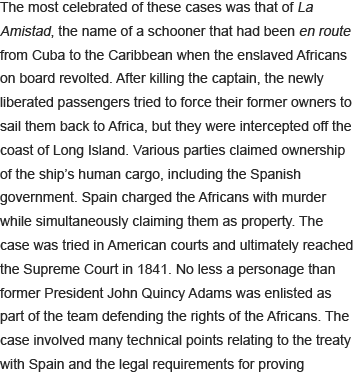 The most celebrated of these cases was that of La
Amistad, the name of a schooner that had been en route
from Cuba to the Caribbean when the enslaved Africans
on board revolted. After killing the captain, the newly
liberated passengers tried to force their former owners to
sail them back to Africa, but they were intercepted off the
coast of Long Island. Various parties claimed ownership
of the ship's human cargo, including the Spanish
government. Spain charged the Africans with murder
while simultaneously claiming them as property. The
case was tried in American courts and ultimately reached
the Supreme Court in 1841. No less a personage than
former President John Quincy Adams was enlisted as
part of the team defending the rights of the Africans. The
case involved many technical points relating to the treaty
with Spain and the legal requirements for proving